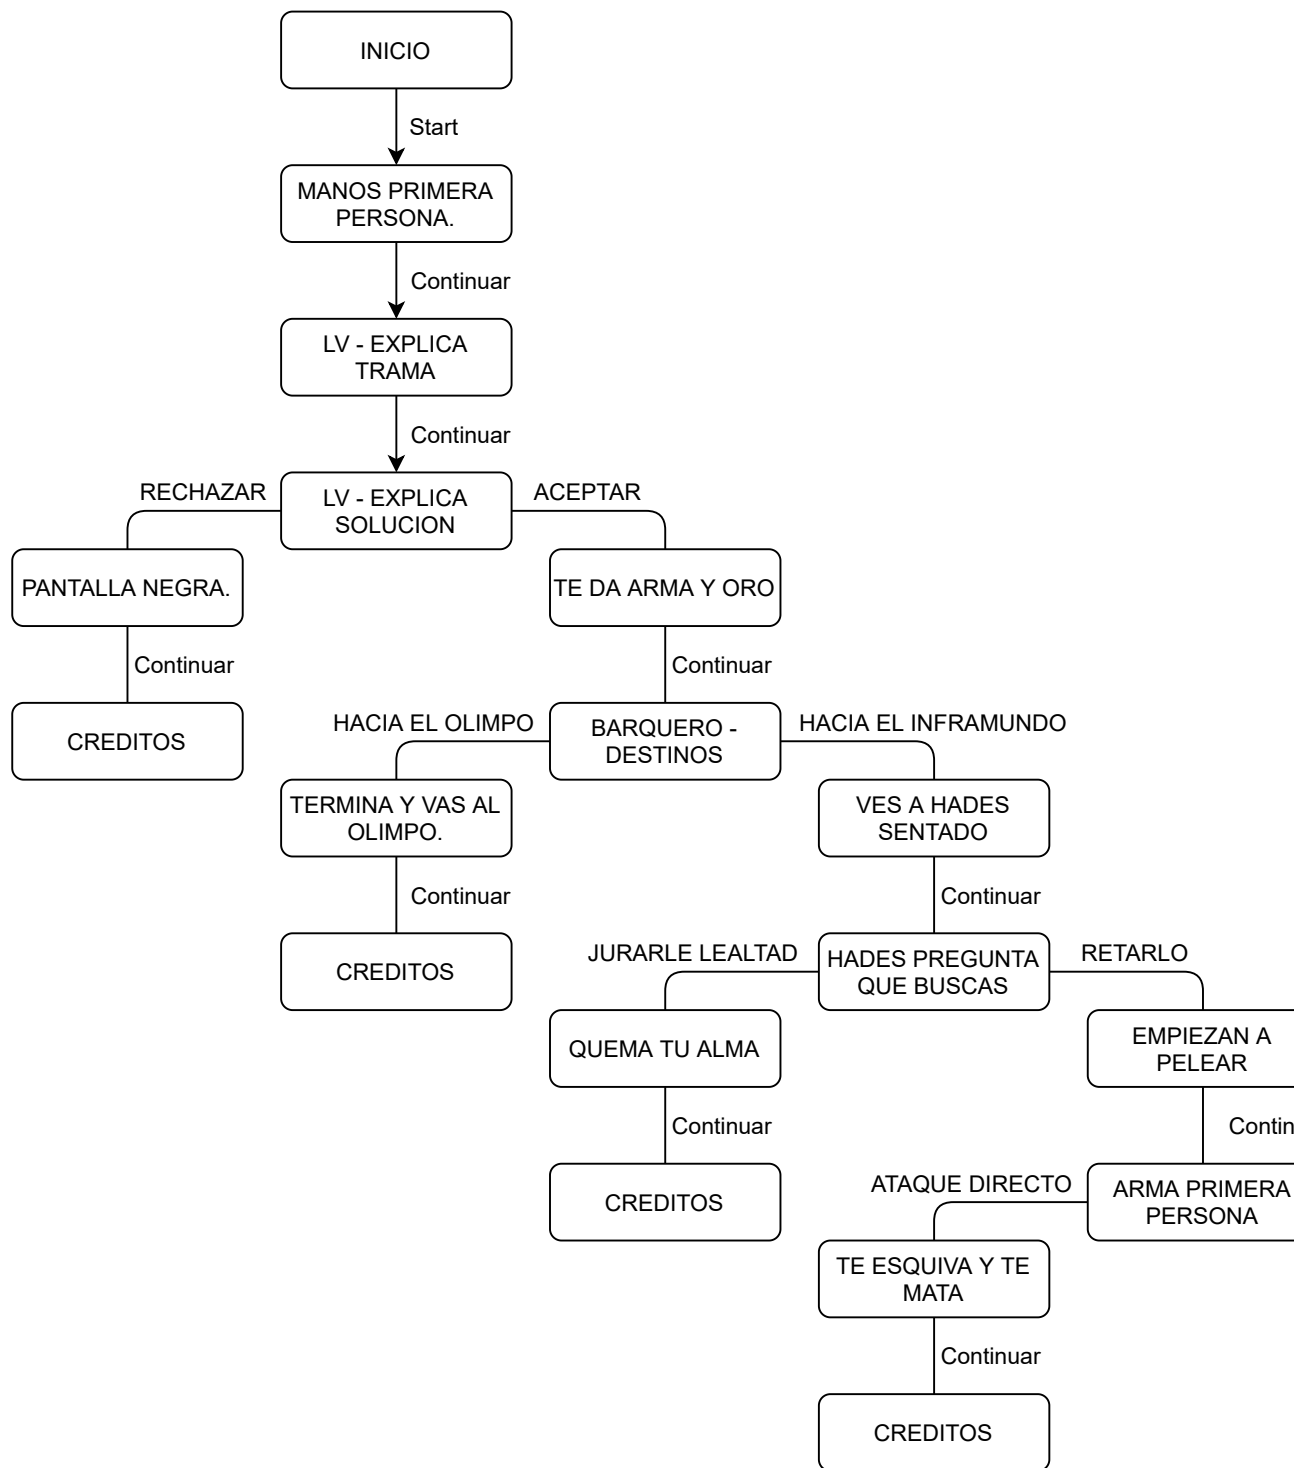 INICIO
Start
MANOS PRIMERA
PERSONA.
Continuar
LV - EXPLICA
TRAMA
Continuar
RECHAZAR
LV - EXPLICA
SOLUCION
ACEPTAR
PANTALLA NEGRA.
TE DA ARMA Y ORO
Continuar
Continuar
CREDITOS
HACIA EL OLIMPO
BARQUERO -
DESTINOS
HACIA EL INFRAMUNDO
TERMINA Y VAS AL
OLIMPO.
VES A HADES
SENTADO
Continuar
Continuar
CREDITOS
JURARLE LEALTAD
HADES PREGUNTA
QUE BUSCAS
RETARLO
QUEMA TU ALMA
EMPIEZAN A
PELEAR
Continuar
Contin
CREDITOS
ATAQUE DIRECTO
ARMA PRIMERA
PERSONA
TE ESQUIVA Y TE
MATA
Continuar
CREDITOS